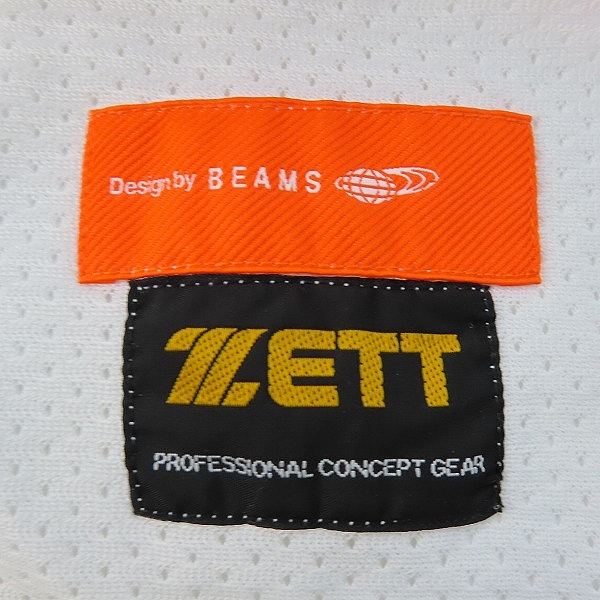 Design by BEAMS
ZETT
PROFESSIONAL CONCEPT GEAR